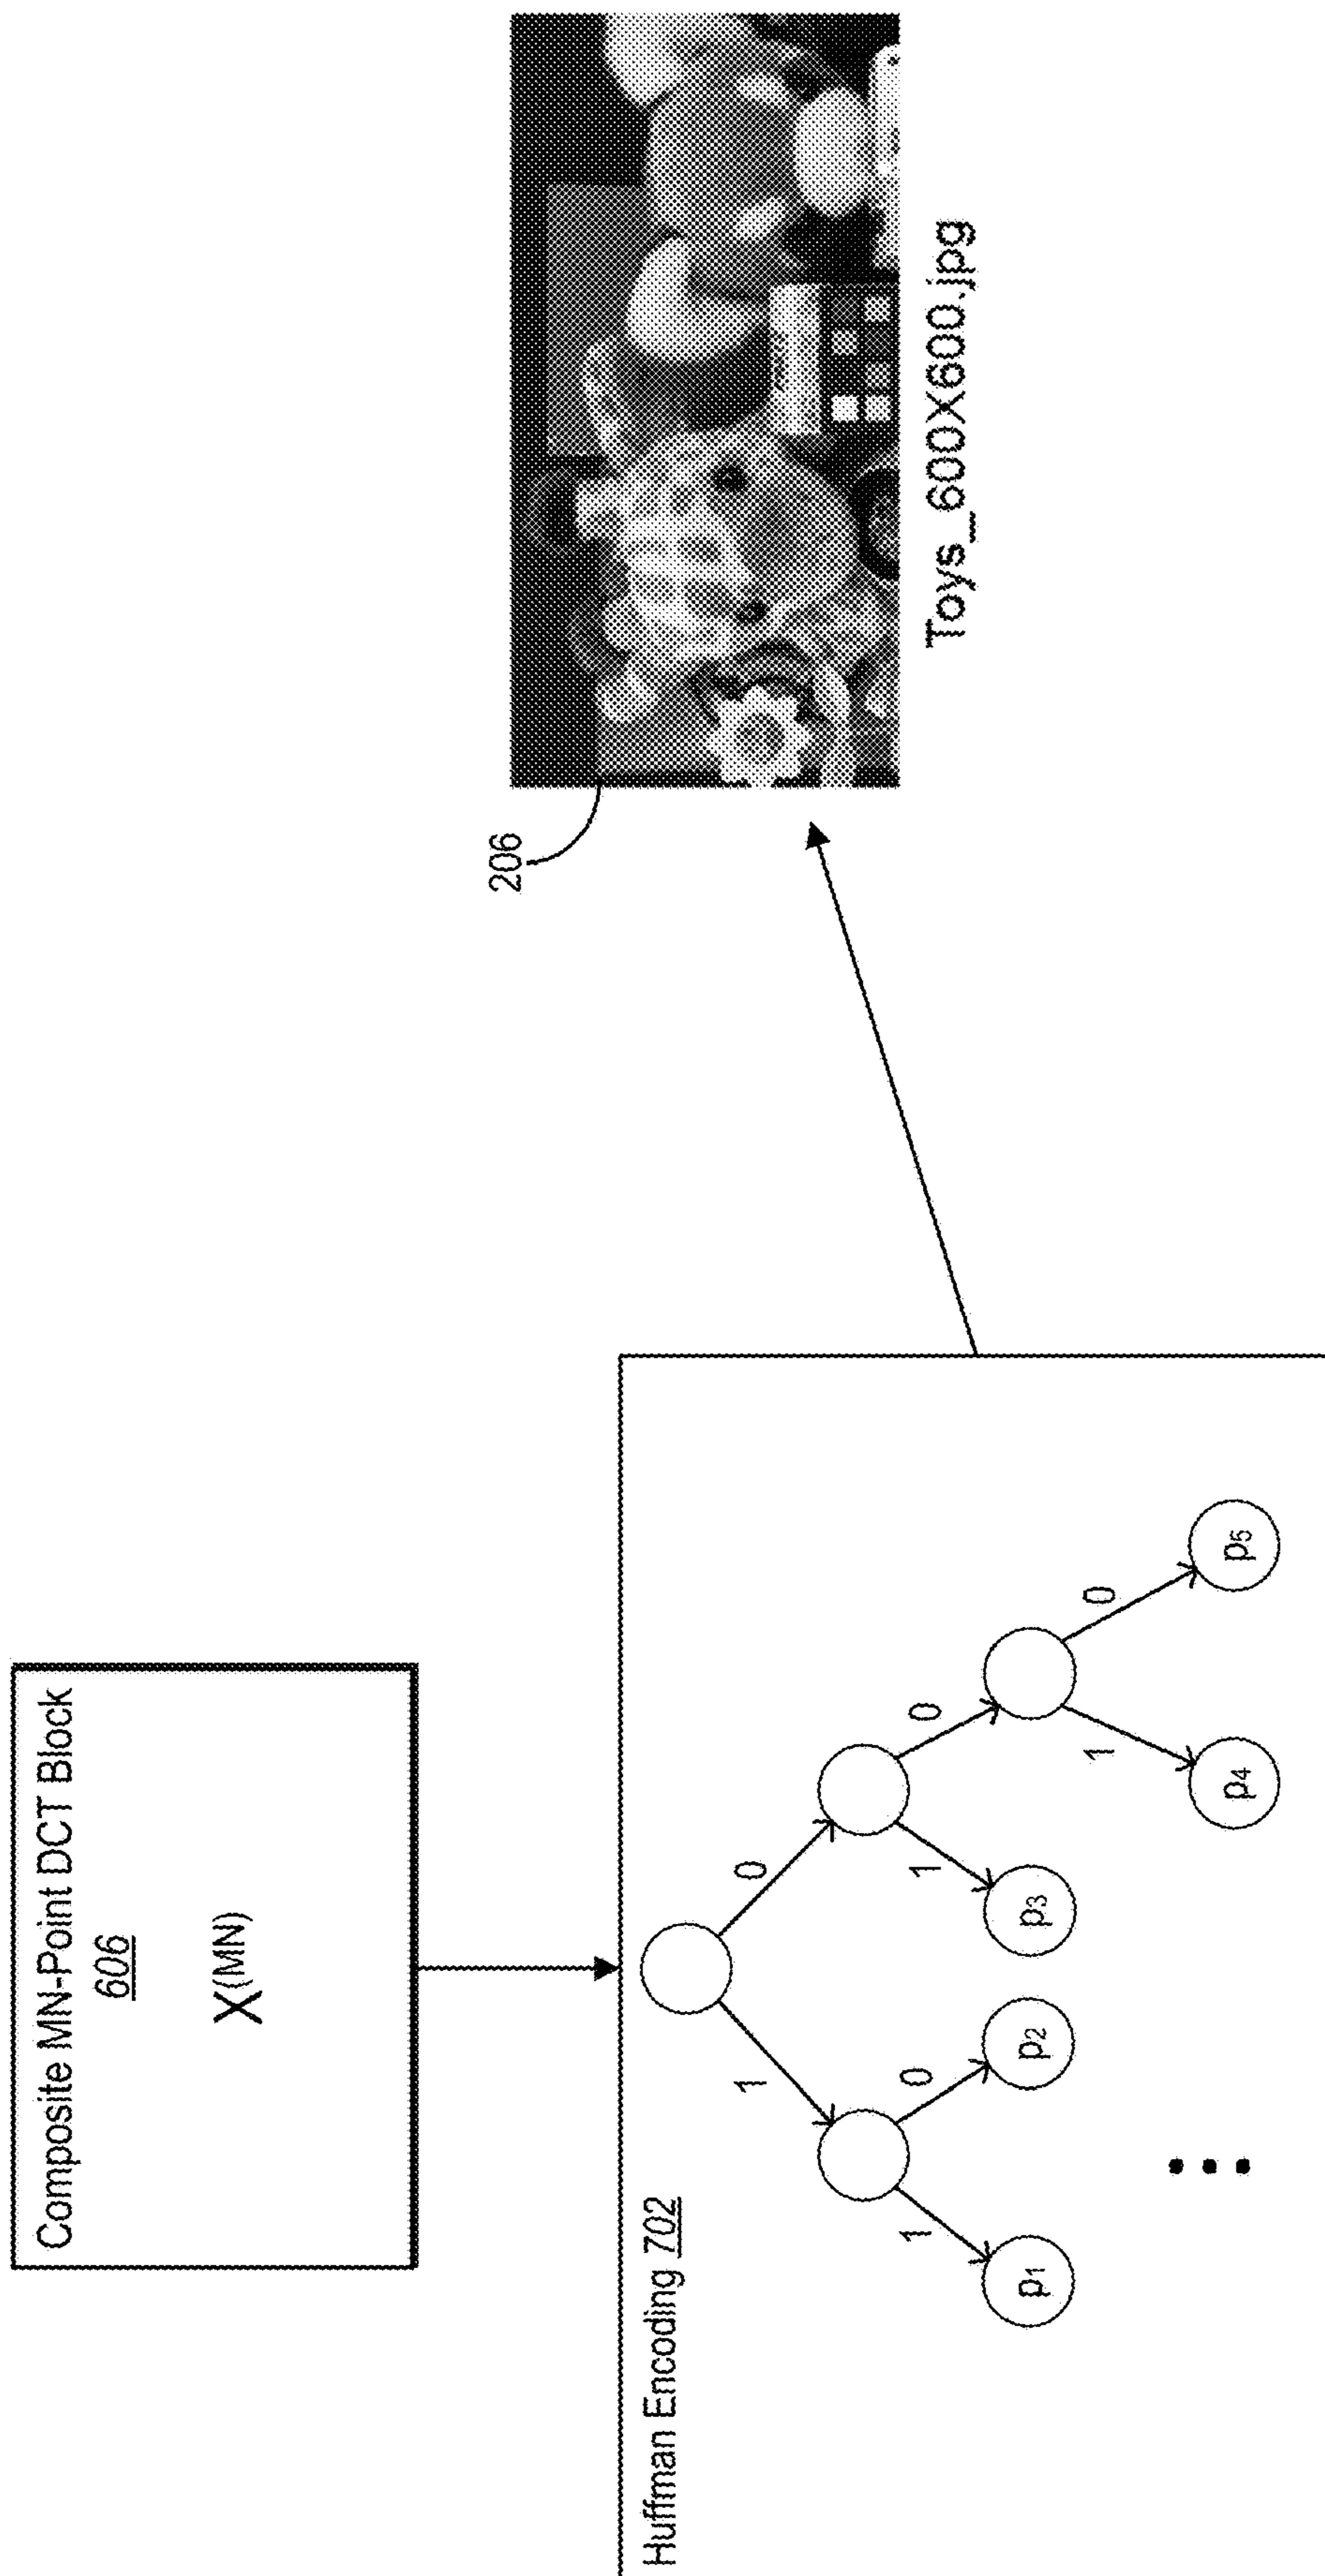 Composite MN-Point DCT Block
606
X(MN)
Huffman Encoding 702
1
0
1
0
1
0
p1
p2
p3
1
0
p4
p5
206
Toys_600X600.jpg